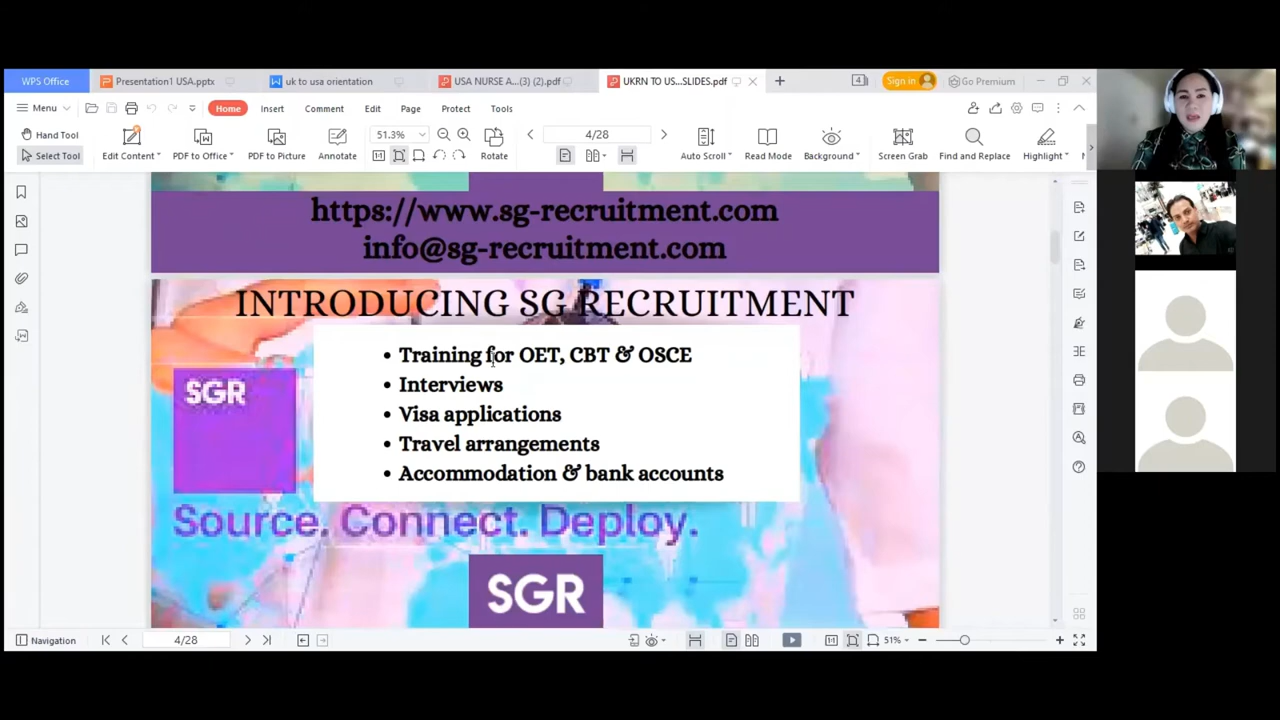 WPS Office
Presentation1 USA.pptx
uk to usa orientation
USA NURSE A...(3) (2).pdf
UKRN TO US...SLIDES.pdf
4
Sign in
Go Premium
Menu
Home
Insert
Comment
Edit
Page
Protect
Tools
Hand Tool
Select Tool
Edit Content
PDF to Office
PDF to Picture
Annotate
51.3%
Rotate
4/28
Auto Scroll
Read Mode
Background
Screen Grab
Find and Replace
Highlight
https://www.sg-recruitment.com
info@sg-recruitment.com
INTRODUCING SG RECRUITMENT
• Training for OET, CBT & OSCE
• Interviews
• Visa applications
• Travel arrangements
• Accommodation & bank accounts
SGR
Source. Connect. Deploy.
SGR
Navigation
4/28
51%